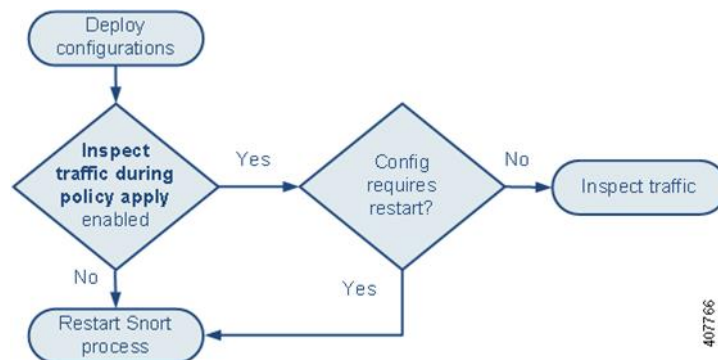 Deploy
configurations
Inspect
traffic during
policy apply
enabled
Yes
Config
requires
restart?
No
Inspect traffic
No
Yes
Restart Snort
process
407766